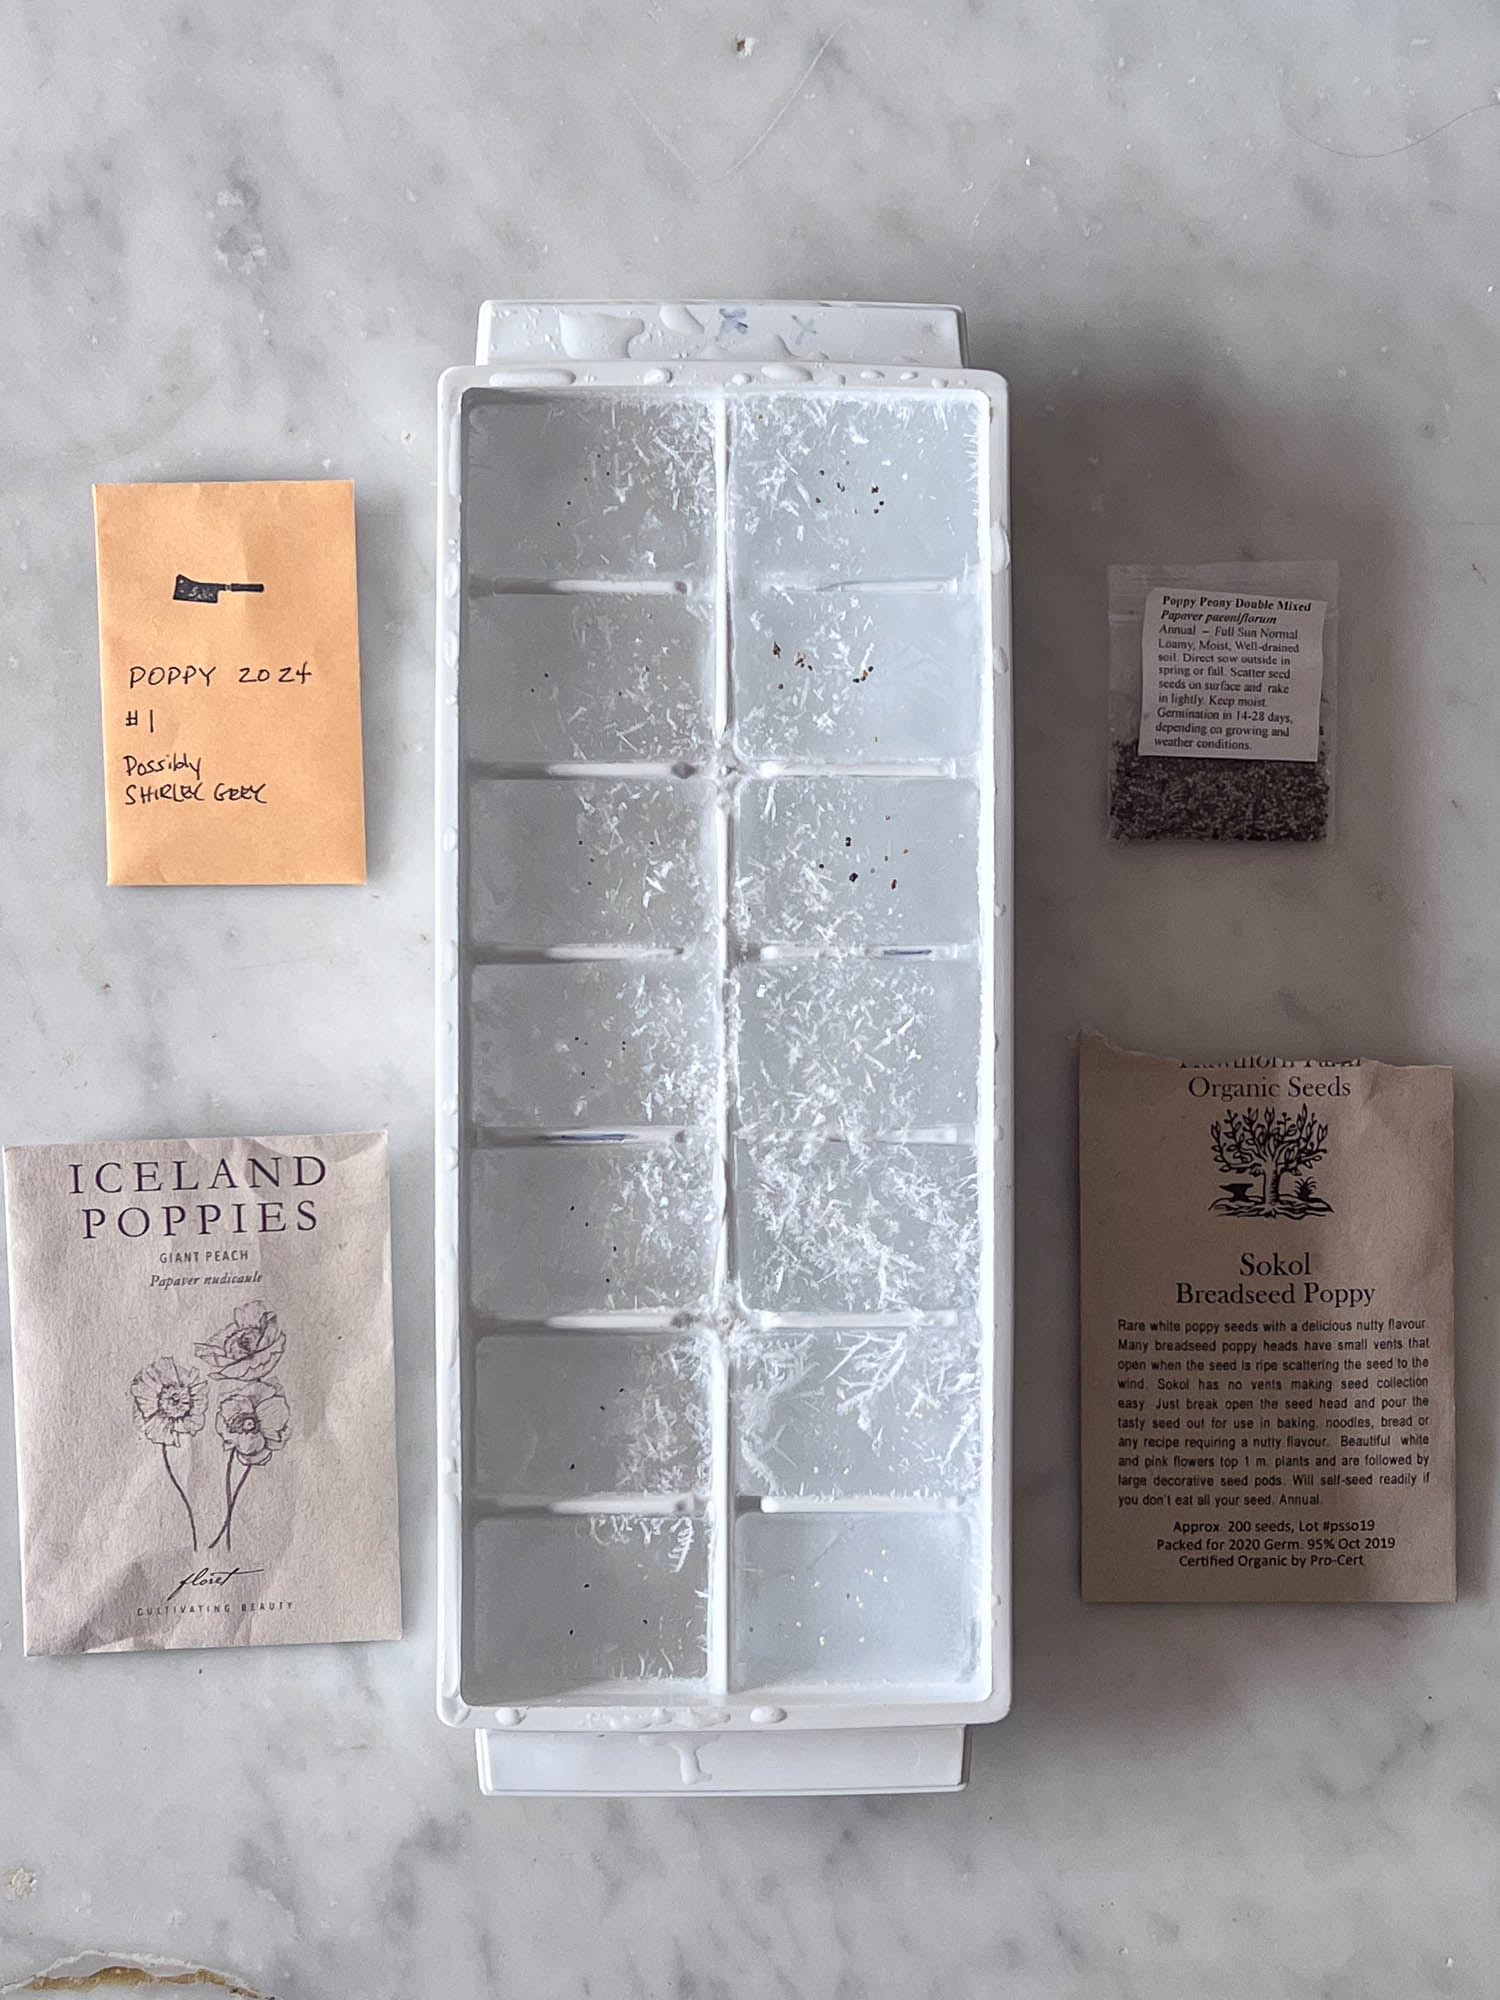 POPPY 2024
#1
Possibly
SHIRLEY GREY
ICELAND
POPPIES
GIANT PEACH
Papaver nudicaule
floret
CULTIVATING BEAUTY
Poppy Peony Double Mixed
Papaver paeoniflorum
Annual – Full Sun Normal
Loamy, Moist, Well-drained
soil. Direct sow outside in
spring or fall. Scatter seed
seeds on surface and rake
in lightly. Keep moist.
Germination in 14-28 days,
depending on growing and
weather conditions.
Organic Seeds
Sokol
Breadseed Poppy
Rare white poppy seeds with a delicious nutty flavour.
Many breadseed poppy heads have small vents that
open when the seed is ripe scattering the seed to the
wind. Sokol has no vents making seed collection
easy. Just break open the seed head and pour the
tasty seed out for use in baking, noodles, bread or
any recipe requiring a nutty flavour. Beautiful white
and pink flowers top 1 m. plants and are followed by
large decorative seed pods. Will self-seed readily if
you don't eat all your seed. Annual.
Approx. 200 seeds, Lot #psso19
Packed for 2020 Germ. 95% Oct 2019
Certified Organic by Pro-Cert